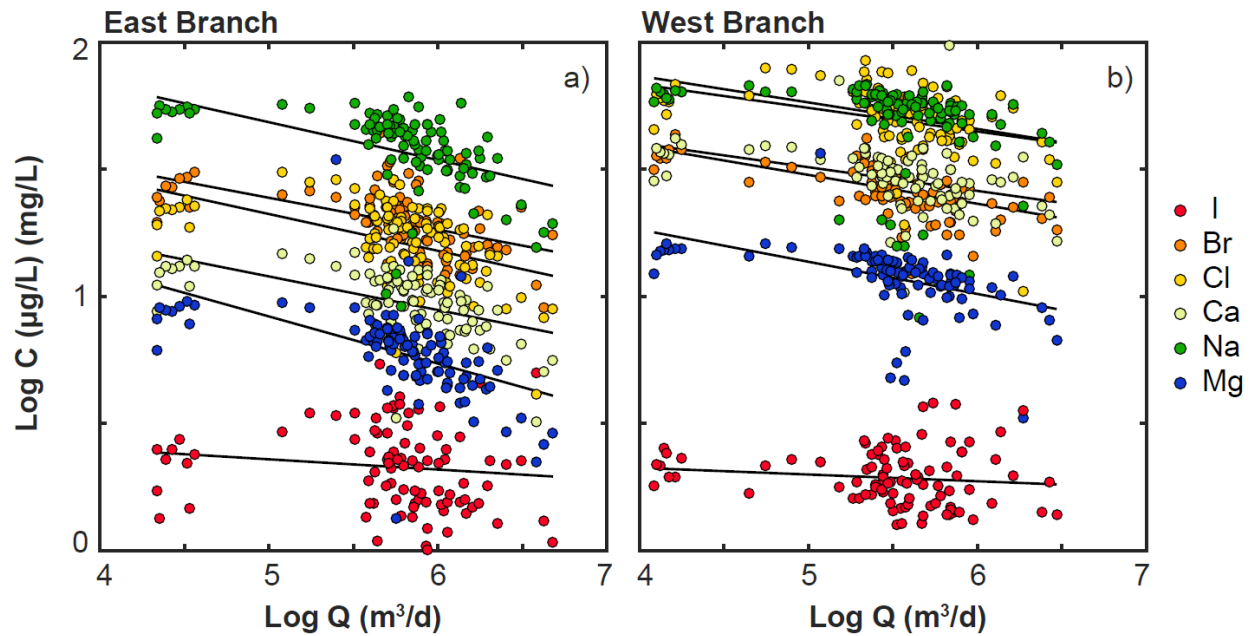 East Branch
West Branch
2
a)
b)
I
Br
Cl
Ca
Na
Mg
1
0
Log C (µg/L) (mg/L)
4 5 6 7
4 5 6 7
Log Q (m³/d)
Log Q (m³/d)